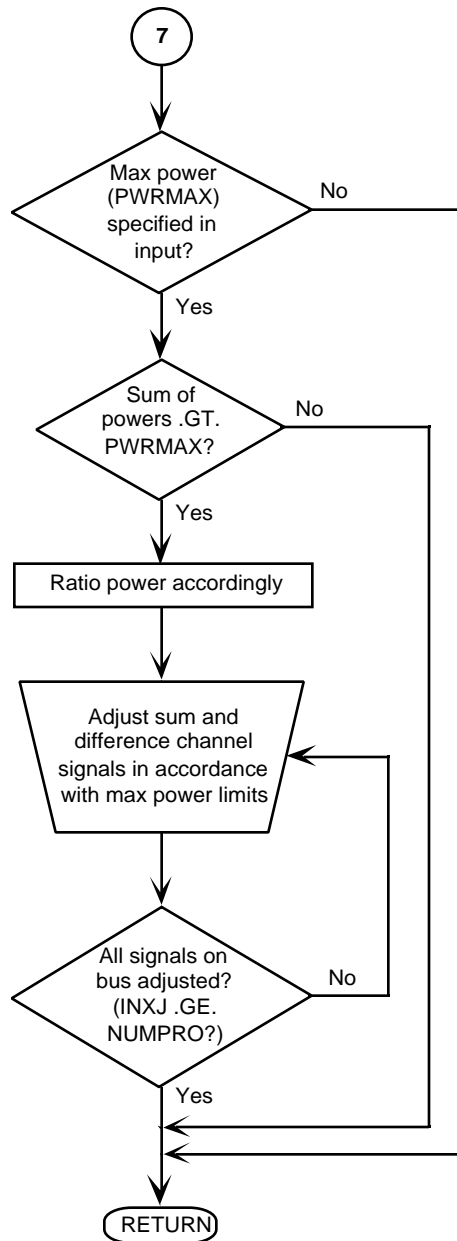 7
Max power
(PWRMAX)
specified in
input?
No
Yes
Sum of
powers .GT.
PWRMAX?
No
Yes
Ratio power accordingly
Adjust sum and
difference channel
signals in accordance
with max power limits
All signals on
bus adjusted?
(INXJ .GE.
NUMPRO?)
No
Yes
RETURN